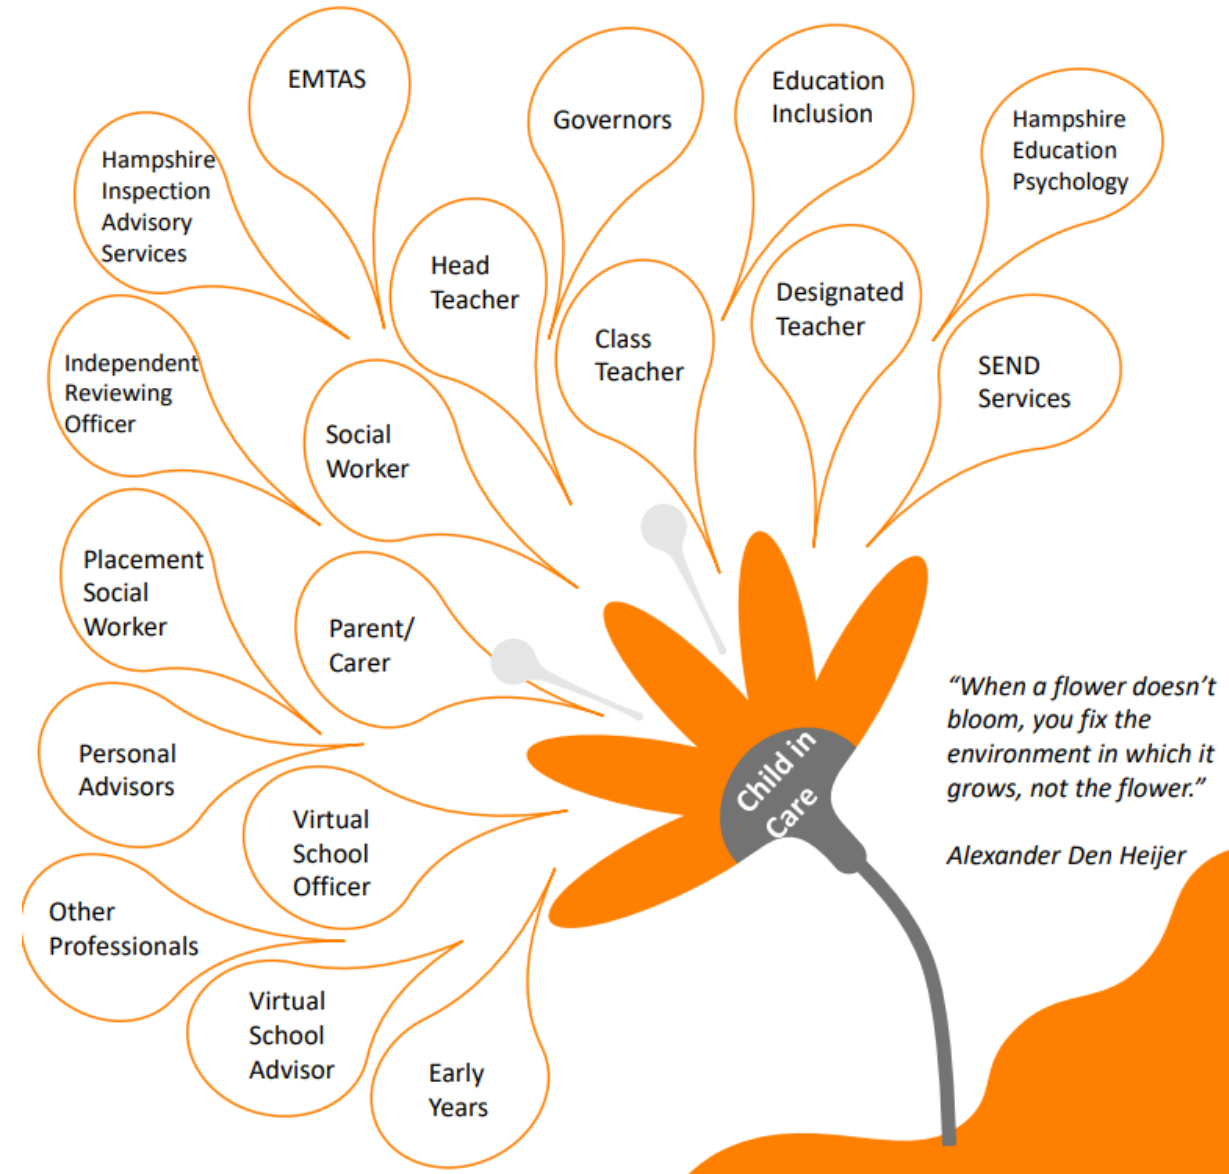 EMTAS
Governors
Education
Inclusion
Hampshire
Education
Psychology
Hampshire
Inspection
Advisory
Services
Head
Teacher
Class
Teacher
Designated
Teacher
SEND
Services
Independent
Reviewing
Officer
Social
Worker
Placement
Social
Worker
Parent/
Carer
Personal
Advisors
Virtual
School
Officer
Other
Professionals
Virtual
School
Advisor
Early
Years
Child in
Care
“When a flower doesn’t
bloom, you fix the
environment in which it
grows, not the flower.”
Alexander Den Heijer